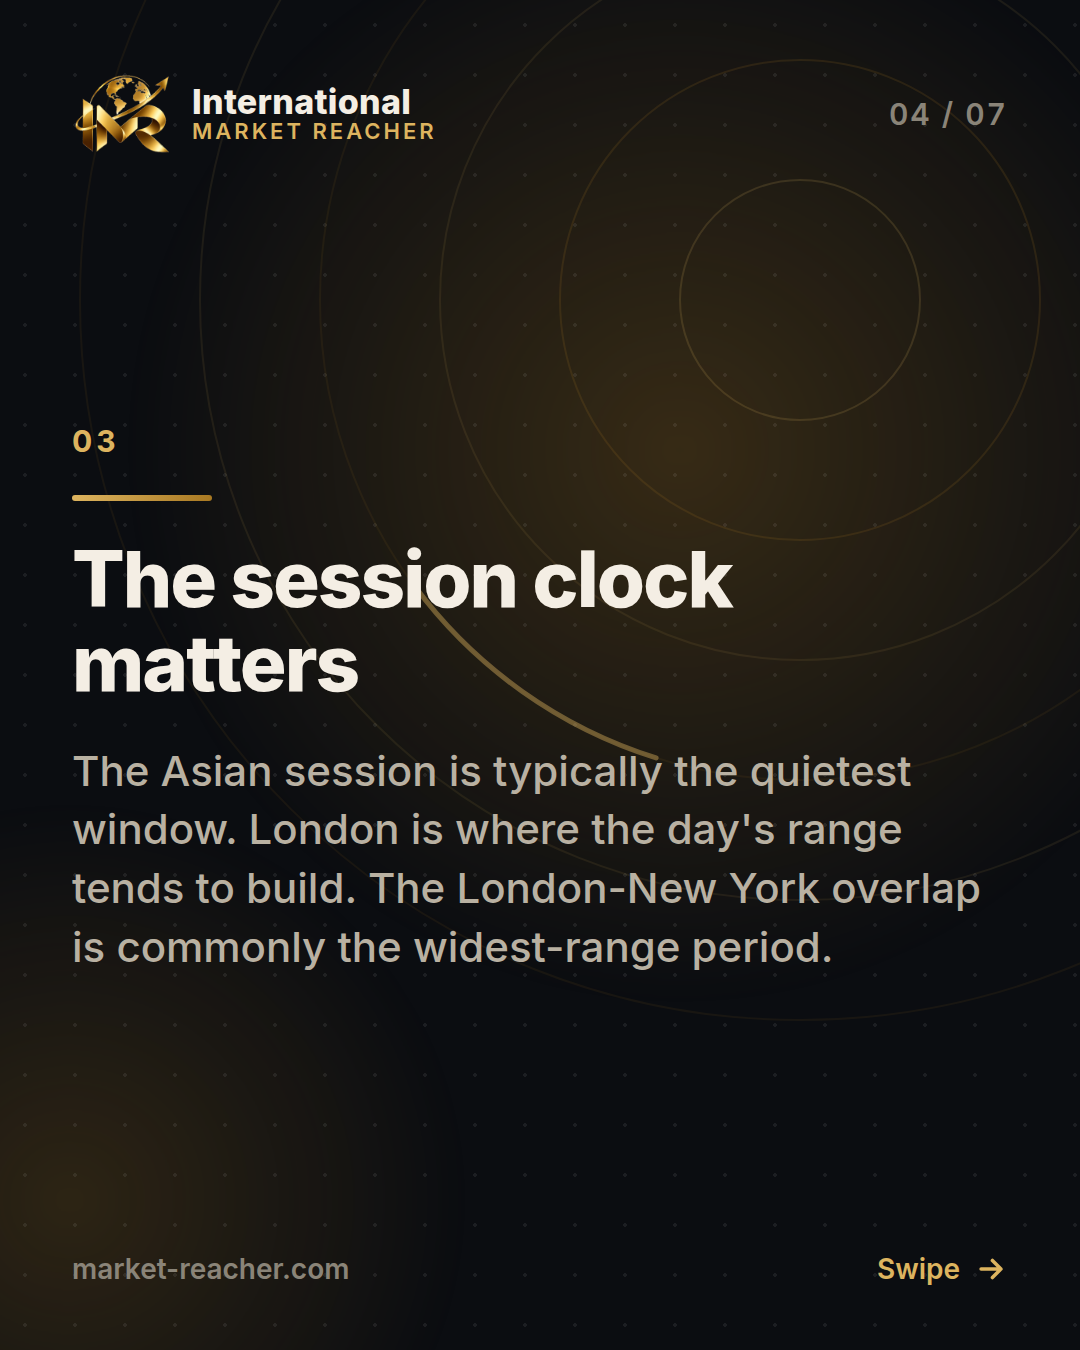 IMR
International
MARKET REACHER
04 / 07
03
The session clock
matters
The Asian session is typically the quietest
window. London is where the day's range
tends to build. The London-New York overlap
is commonly the widest-range period.
market-reacher.com
Swipe →